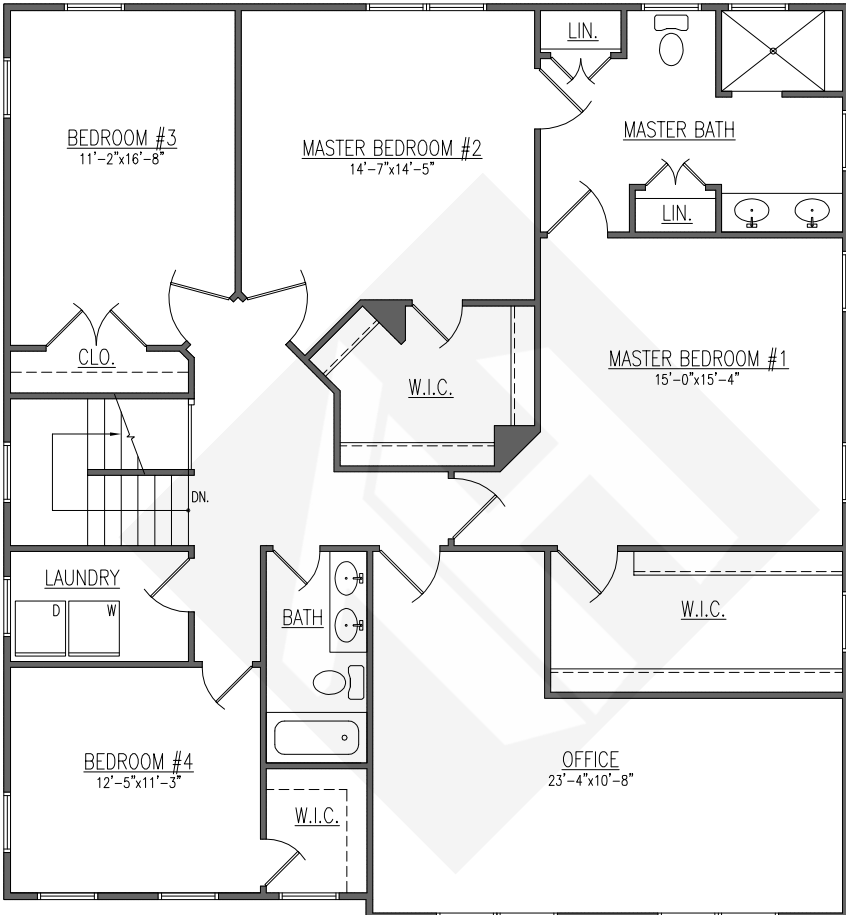 LIN.
BEDROOM #3
11'-2"x16'-8"
MASTER BEDROOM #2
14'-7"x14'-5"
MASTER BATH
LIN.
CLO.
W.I.C.
MASTER BEDROOM #1
15'-0"x15'-4"
DN.
LAUNDRY
D
W
BATH
W.I.C.
BEDROOM #4
12'-5"x11'-3"
OFFICE
23'-4"x10'-8"
W.I.C.